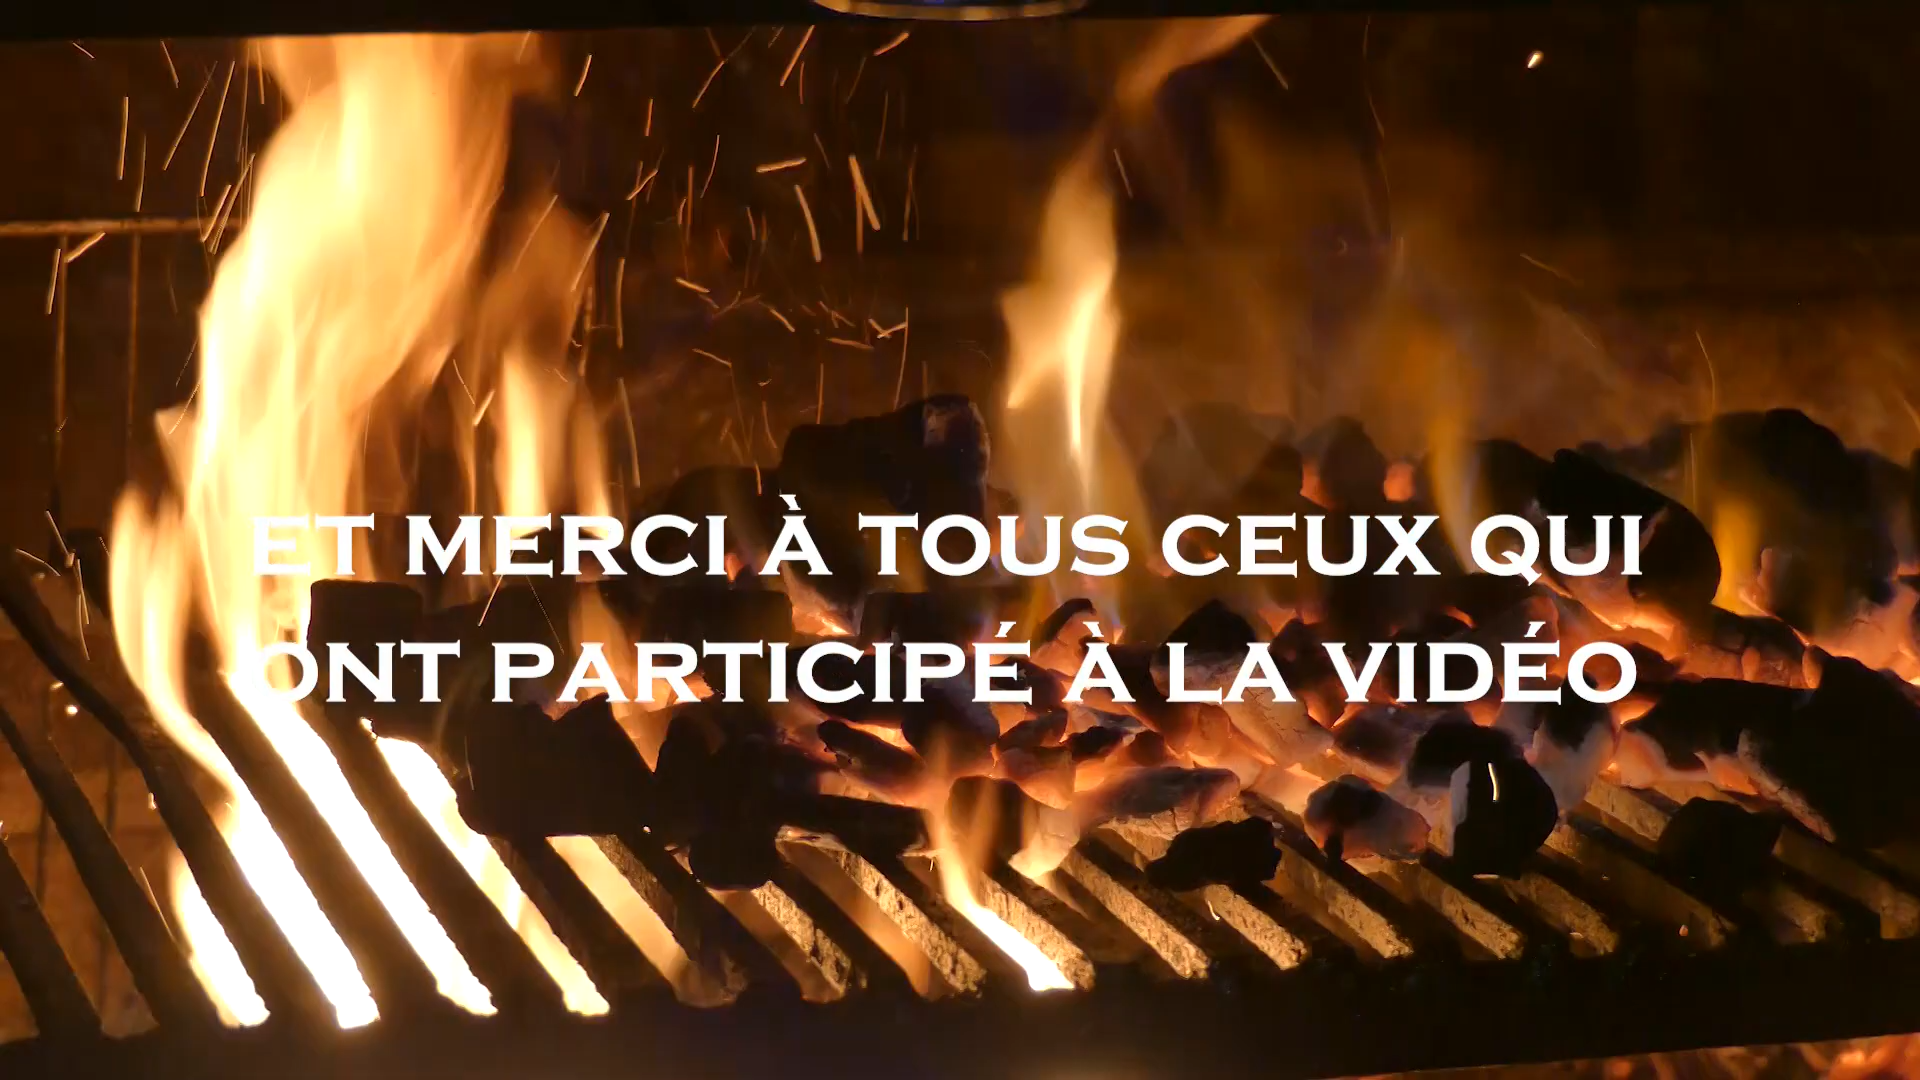 ET MERCI À TOUS CEUX QUI
ONT PARTICIPÉ À LA VIDÉO